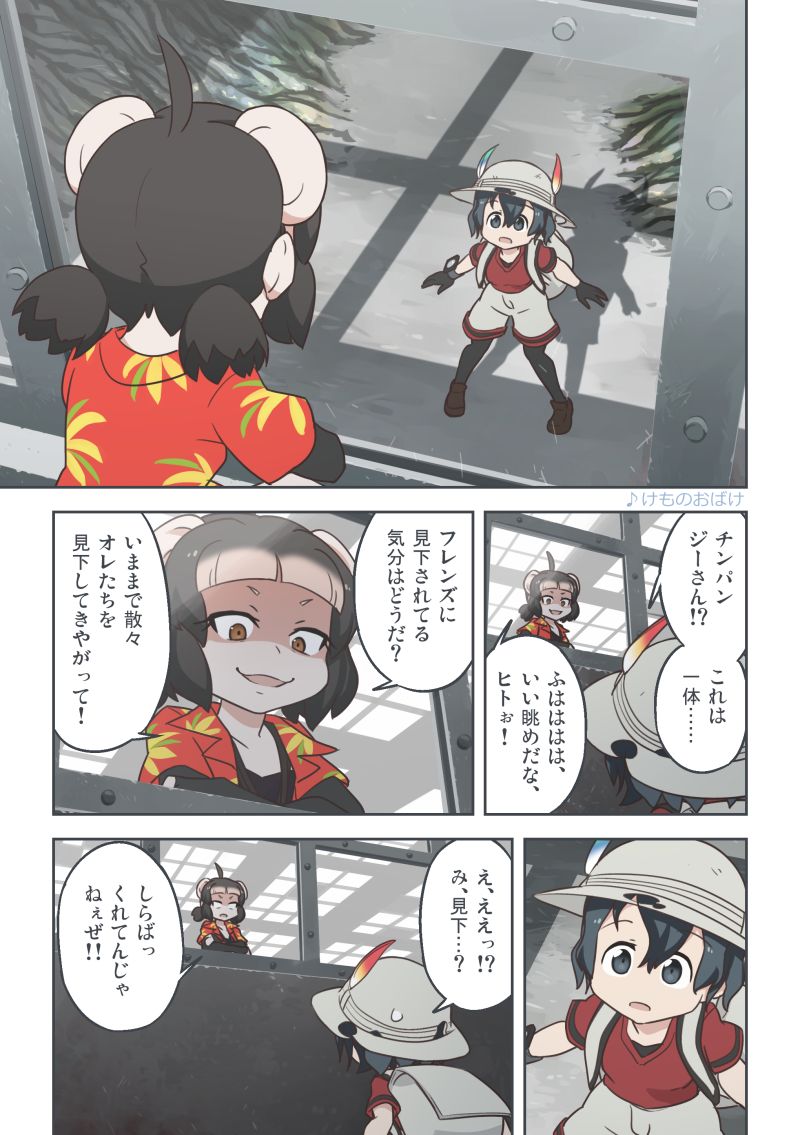 ♪けものおばけ
チンパン
ジーさん!?
これは
一体……
ふはははは、
いい眺めだな、
ヒトぉ!
フレンズに
見下されてる
気分はどうだ?
いままで散々
オレたちを
見下してきやがって!
え、ええっ!?
み、見下…?
しらばっ
くれてんじゃ
ねぇぜ!!